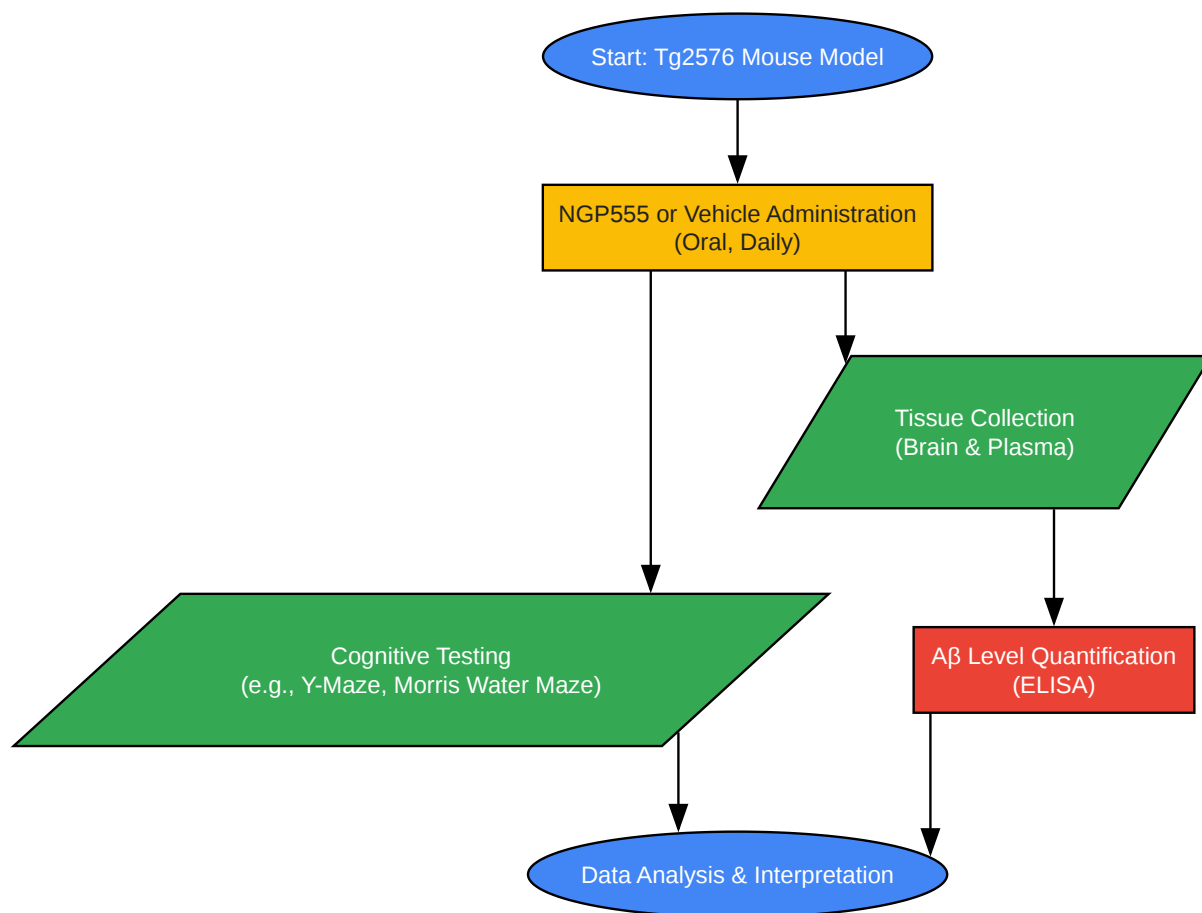 Start: Tg2576 Mouse Model
NGP555 or Vehicle Administration
(Oral, Daily)
Tissue Collection
(Brain & Plasma)
Cognitive Testing
(e.g., Y-Maze, Morris Water Maze)
Aβ Level Quantification
(ELISA)
Data Analysis & Interpretation